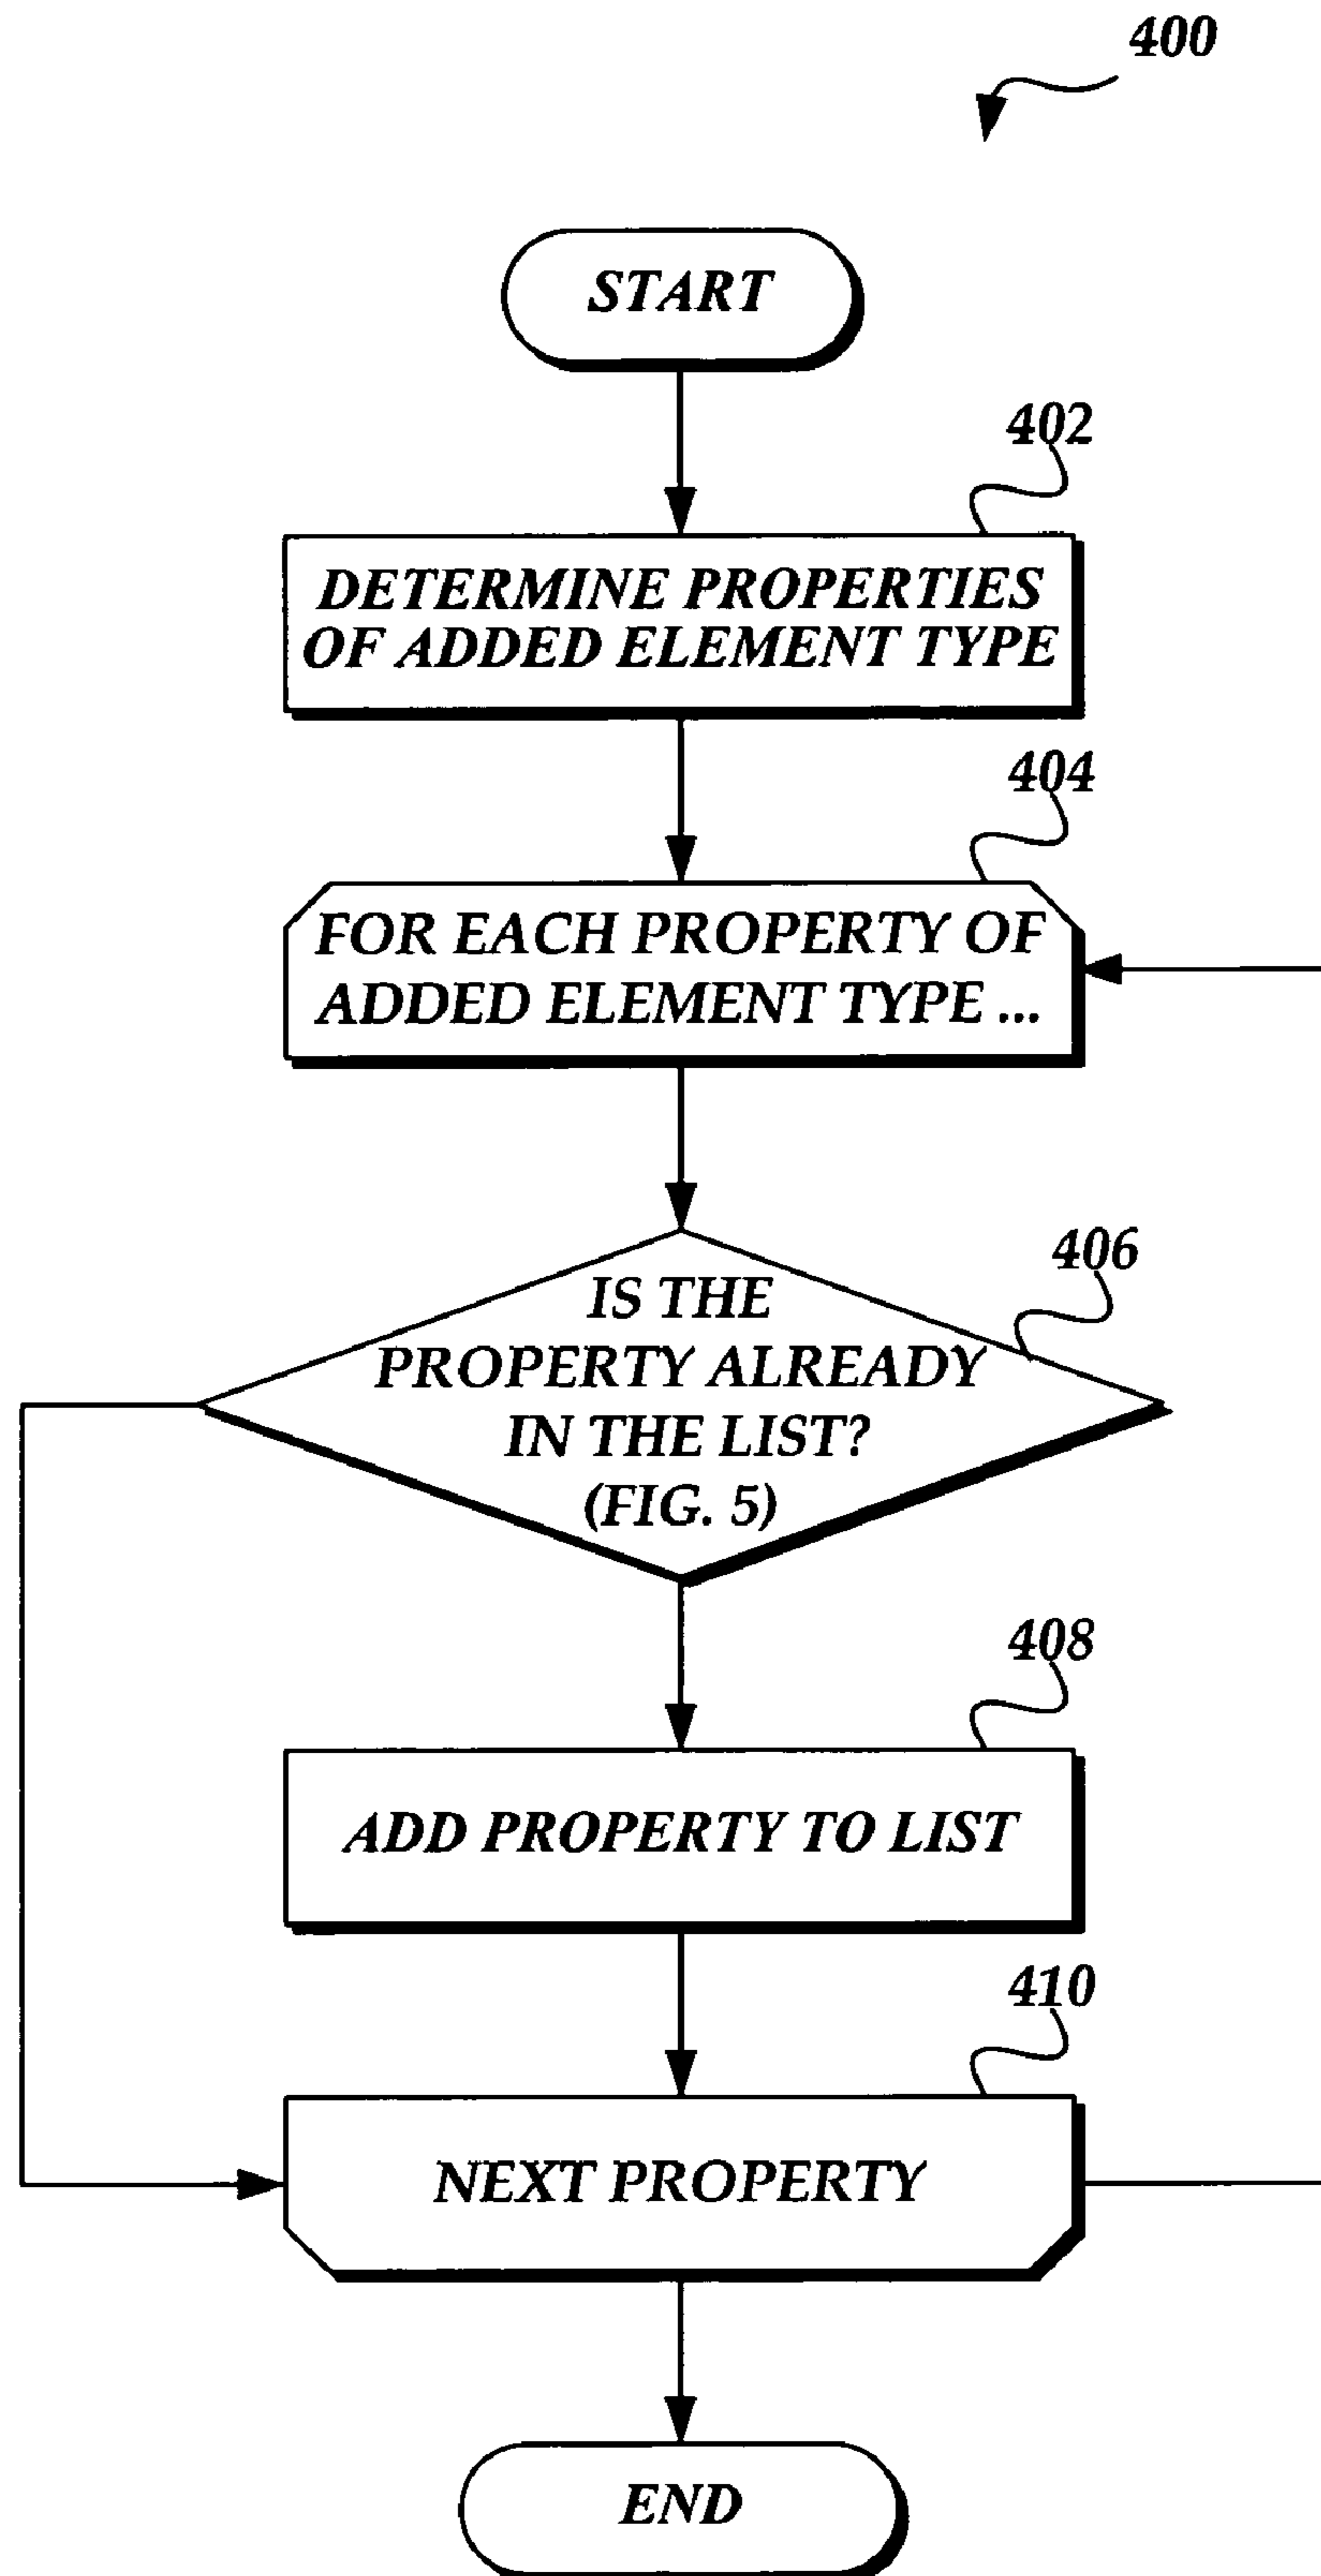 400
START
402
DETERMINE PROPERTIES
OF ADDED ELEMENT TYPE
404
FOR EACH PROPERTY OF
ADDED ELEMENT TYPE ...
406
IS THE
PROPERTY ALREADY
IN THE LIST?
(FIG. 5)
408
ADD PROPERTY TO LIST
410
NEXT PROPERTY
END